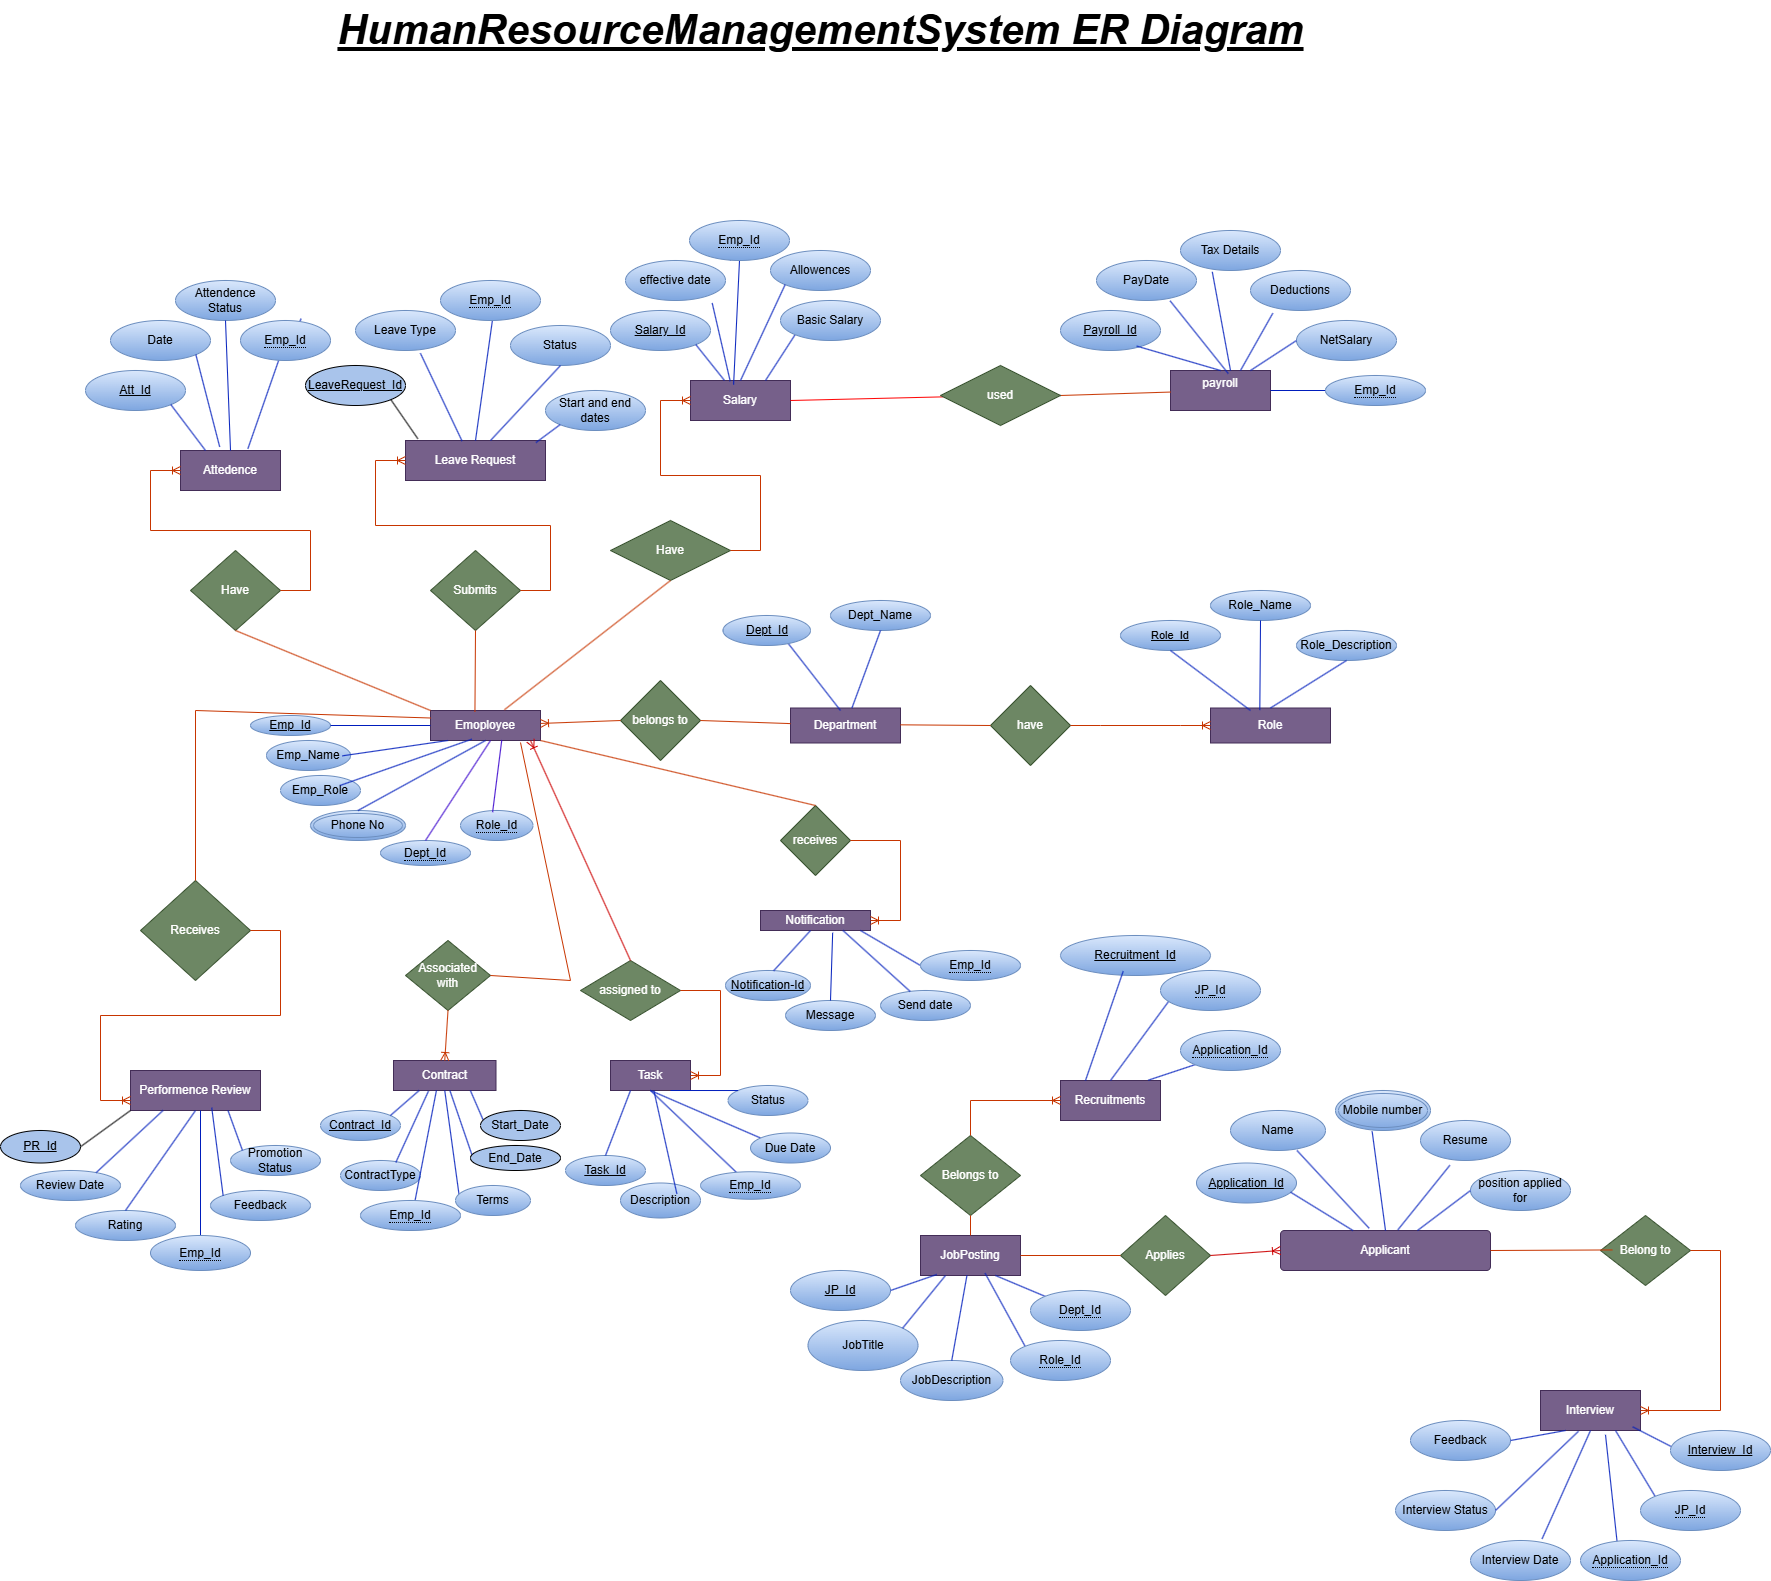 HumanResourceManagementSystem ER Diagram
Emp_Id
Tax Details
effective date
Allowences
PayDate
Deductions
Attendence
Status
Emp_Id
Date
Emp_Id
Leave Type
Status
Salary_Id
Basic Salary
Payroll_Id
NetSalary
Att_Id
LeaveRequest_Id
Start and end
dates
Salary
used
payroll
Emp_Id
Attedence
Leave Request
Have
Have
Submits
Dept_Id
Dept_Name
Role_Id
Role_Name
Role_Description
Emp_Id
Emoployee
belongs to
Department
have
Role
Emp_Name
Emp_Role
Phone No
Role_Id
Dept_Id
receives
Receives
Notification
Associated
with
assigned to
Notification-Id
Message
Send date
Emp_Id
Recruitment_Id
JP_Id
Application_Id
Performence Review
Contract
Task
Recruitments
PR_Id
Review Date
Rating
Emp_Id
Feedback
Promotion
Status
Contract_Id
ContractType
Emp_Id
Terms
Start_Date
End_Date
Status
Due Date
Task_Id
Description
Emp_Id
Belongs to
Name
Mobile number
Resume
Application_Id
position applied
for
JobPosting
Applies
Applicant
Belong to
JP_Id
JobTitle
JobDescription
Role_Id
Dept_Id
Interview
Feedback
Interview_Id
Interview Status
JP_Id
Interview Date
Application_Id